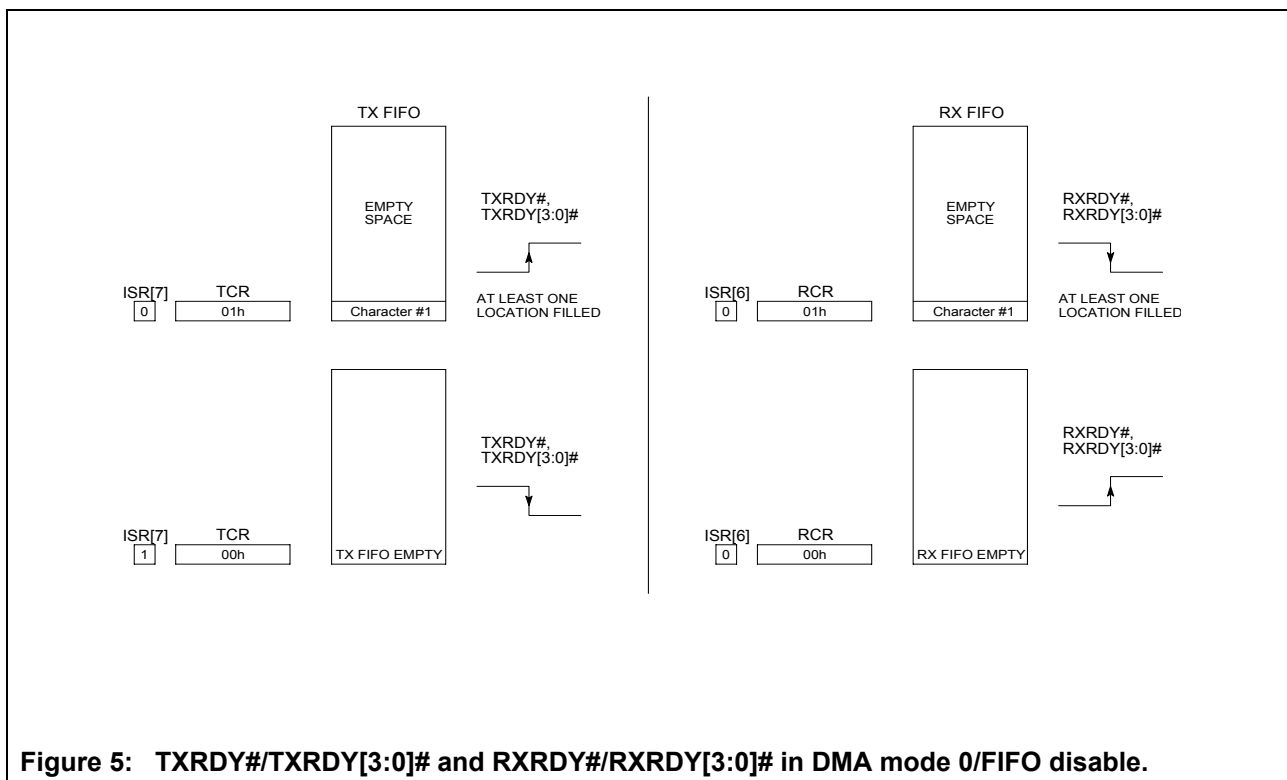 TX FIFO
EMPTY
SPACE
TXRDY#,
TXRDY[3:0]#
ISR[7]
0
TCR
01h
Character #1
AT LEAST ONE
LOCATION FILLED
TXRDY#,
TXRDY[3:0]#
ISR[7]
1
TCR
00h
TX FIFO EMPTY
RX FIFO
EMPTY
SPACE
RXRDY#,
RXRDY[3:0]#
ISR[6]
0
RCR
01h
Character #1
AT LEAST ONE
LOCATION FILLED
RXRDY#,
RXRDY[3:0]#
ISR[6]
0
RCR
00h
RX FIFO EMPTY
Figure 5: TXRDY#/TXRDY[3:0]# and RXRDY#/RXRDY[3:0]# in DMA mode 0/FIFO disable.